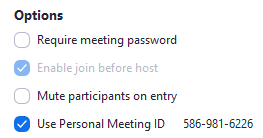 Options
Require meeting password
Enable join before host
Mute participants on entry
Use Personal Meeting ID 586-981-6226